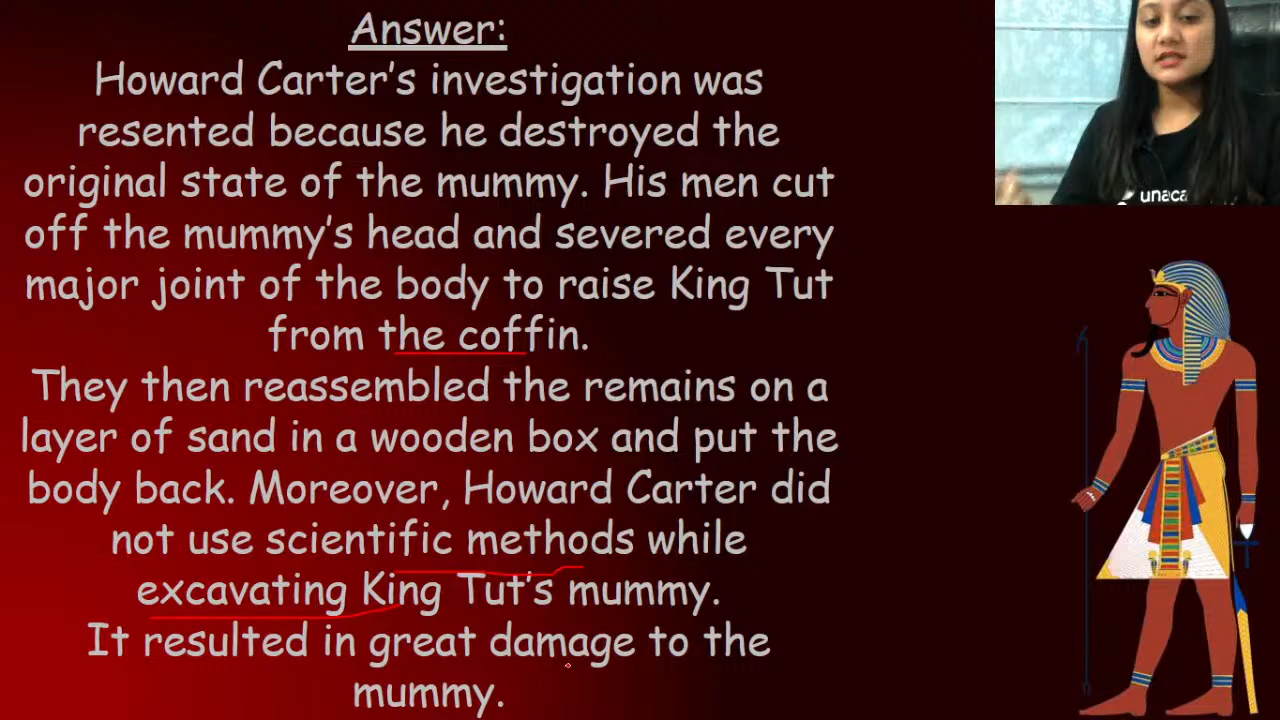 Answer:
Howard Carter's investigation was
resented because he destroyed the
original state of the mummy. His men cut
off the mummy's head and severed every
major joint of the body to raise King Tut
from the coffin.
They then reassembled the remains on a
layer of sand in a wooden box and put the
body back. Moreover, Howard Carter did
not use scientific methods while
excavating King Tut's mummy.
It resulted in great damage to the
mummy.
unaca